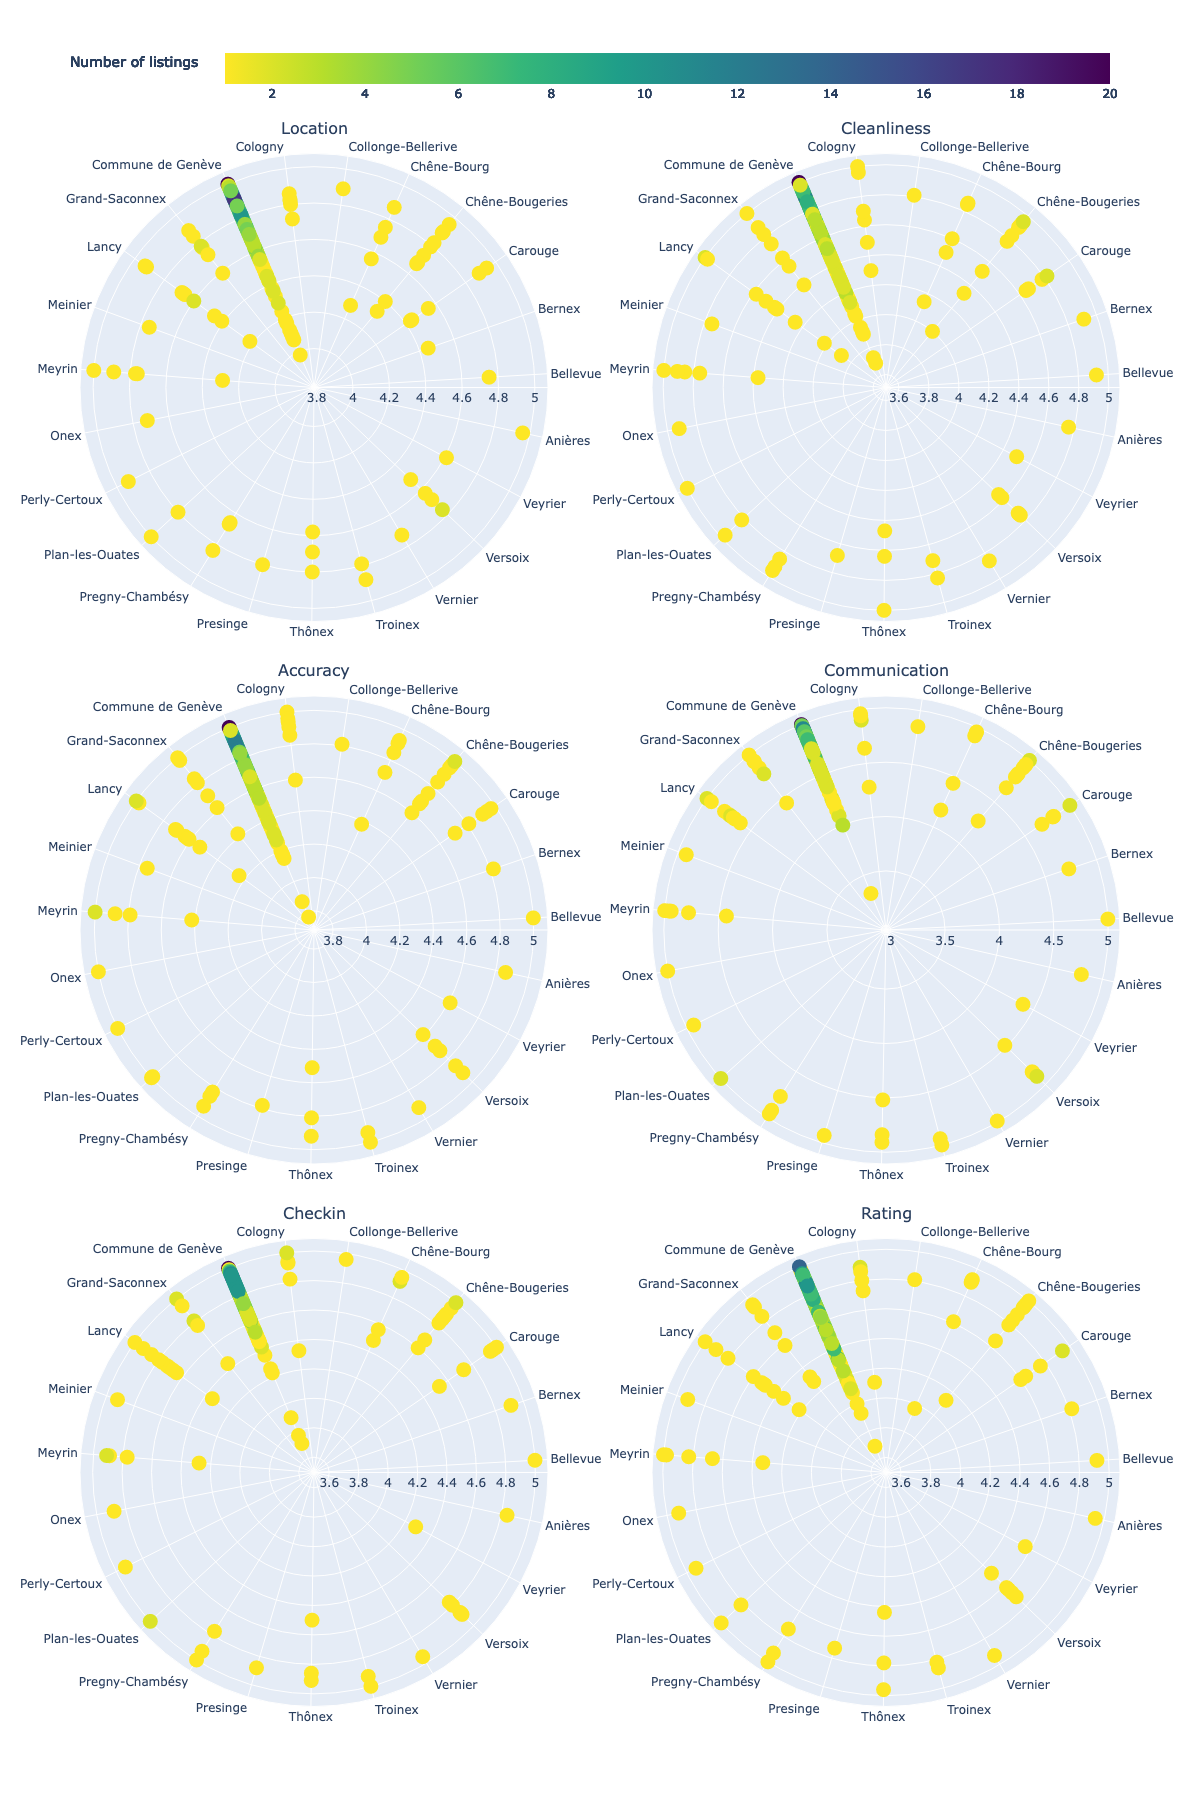 Number of listings
2 4 6 8 10 12 14 16 18 20
Location
Cologny
Collonge-Bellerive
Commune de Genève
Chêne-Bourg
Grand-Saconnex
Chêne-Bougeries
Lancy
Carouge
Meinier
Bernex
Meyrin
Bellevue
3.8 4 4.2 4.4 4.6 4.8 5
Onex
Anières
Perly-Certoux
Veyrier
Plan-les-Ouates
Versoix
Pregny-Chambésy
Vernier
Presinge
Thônex
Troinex
Cleanliness
Cologny
Collonge-Bellerive
Commune de Genève
Chêne-Bourg
Grand-Saconnex
Chêne-Bougeries
Lancy
Carouge
Meinier
Bernex
Meyrin
Bellevue
3.6 3.8 4 4.2 4.4 4.6 4.8 5
Onex
Anières
Perly-Certoux
Veyrier
Plan-les-Ouates
Versoix
Pregny-Chambésy
Vernier
Presinge
Thônex
Troinex
Accuracy
Cologny
Collonge-Bellerive
Commune de Genève
Chêne-Bourg
Grand-Saconnex
Chêne-Bougeries
Lancy
Carouge
Meinier
Bernex
Meyrin
Bellevue
3.8 4 4.2 4.4 4.6 4.8 5
Onex
Anières
Perly-Certoux
Veyrier
Plan-les-Ouates
Versoix
Pregny-Chambésy
Vernier
Presinge
Thônex
Troinex
Communication
Cologny
Collonge-Bellerive
Commune de Genève
Chêne-Bourg
Grand-Saconnex
Chêne-Bougeries
Lancy
Carouge
Meinier
Bernex
Meyrin
Bellevue
3 3.5 4 4.5 5
Onex
Anières
Perly-Certoux
Veyrier
Plan-les-Ouates
Versoix
Pregny-Chambésy
Vernier
Presinge
Thônex
Troinex
Checkin
Cologny
Collonge-Bellerive
Commune de Genève
Chêne-Bourg
Grand-Saconnex
Chêne-Bougeries
Lancy
Carouge
Meinier
Bernex
Meyrin
Bellevue
3.6 3.8 4 4.2 4.4 4.6 4.8 5
Onex
Anières
Perly-Certoux
Veyrier
Plan-les-Ouates
Versoix
Pregny-Chambésy
Vernier
Presinge
Thônex
Troinex
Rating
Cologny
Collonge-Bellerive
Commune de Genève
Chêne-Bourg
Grand-Saconnex
Chêne-Bougeries
Lancy
Carouge
Meinier
Bernex
Meyrin
Bellevue
3.6 3.8 4 4.2 4.4 4.6 4.8 5
Onex
Anières
Perly-Certoux
Veyrier
Plan-les-Ouates
Versoix
Pregny-Chambésy
Vernier
Presinge
Thônex
Troinex